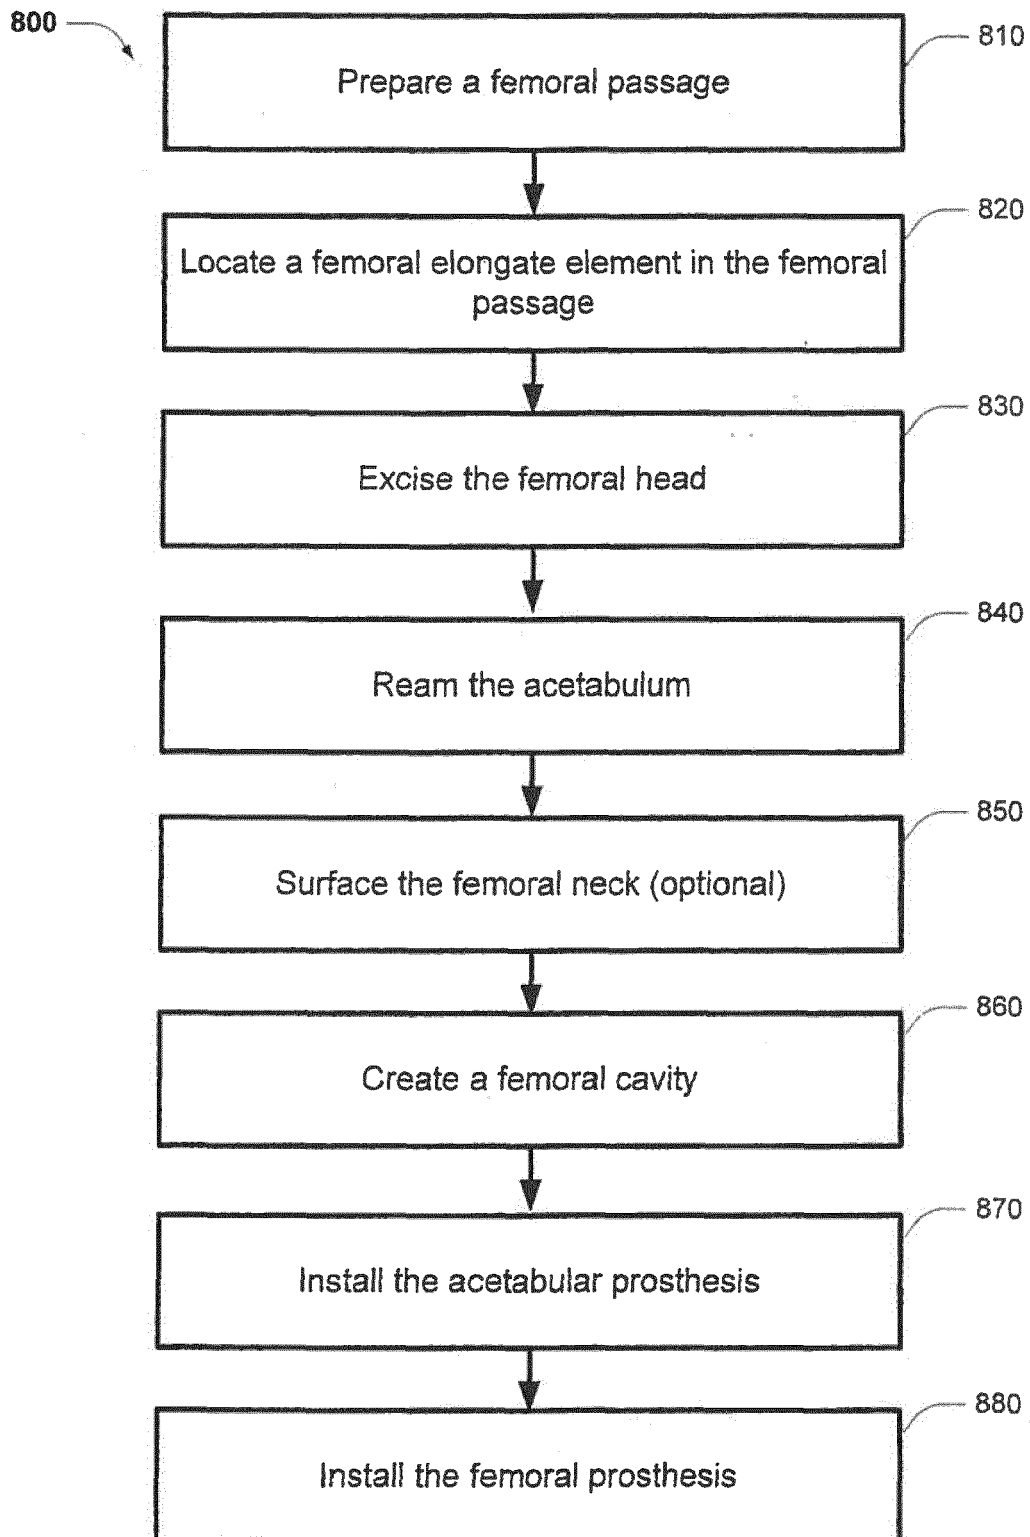 800
810
Prepare a femoral passage
820
Locate a femoral elongate element in the femoral
passage
830
Excise the femoral head
840
Ream the acetabulum
850
Surface the femoral neck (optional)
860
Create a femoral cavity
870
Install the acetabular prosthesis
880
Install the femoral prosthesis